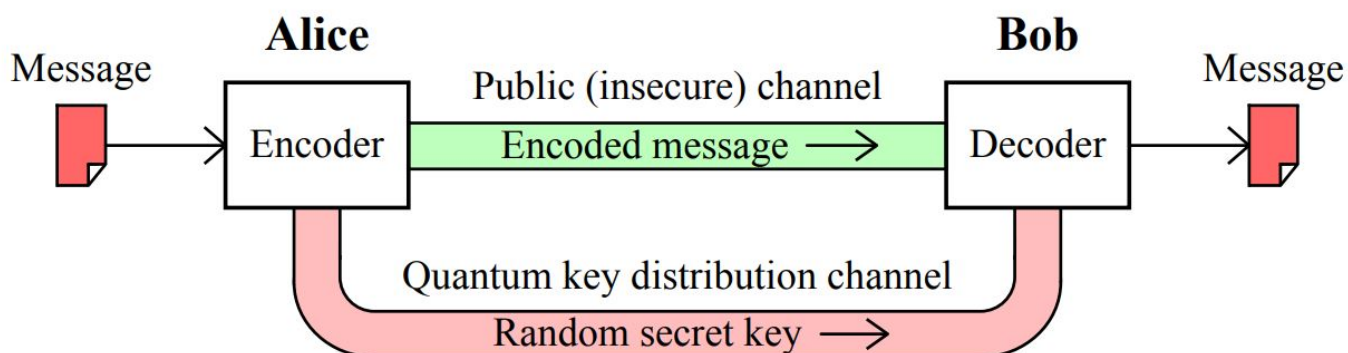 Alice
Bob
Message
Message
Public (insecure) channel
Encoder
Encoded message
Decoder
Quantum key distribution channel
Random secret key